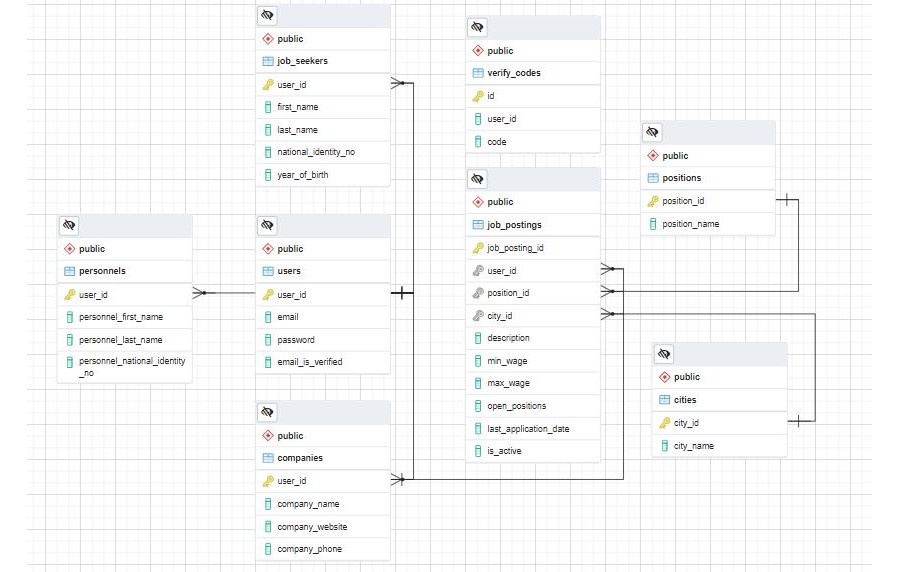 public
job_seekers
user_id
first_name
last_name
national_identity_no
year_of_birth
public
verify_codes
id
user_id
code
public
positions
position_id
position_name
public
personnels
user_id
personnel_first_name
personnel_last_name
personnel_national_identity
_no
public
users
user_id
email
password
email_is_verified
public
job_postings
job_posting_id
user_id
position_id
city_id
description
min_wage
max_wage
open_positions
last_application_date
is_active
public
cities
city_id
city_name
public
companies
user_id
company_name
company_website
company_phone